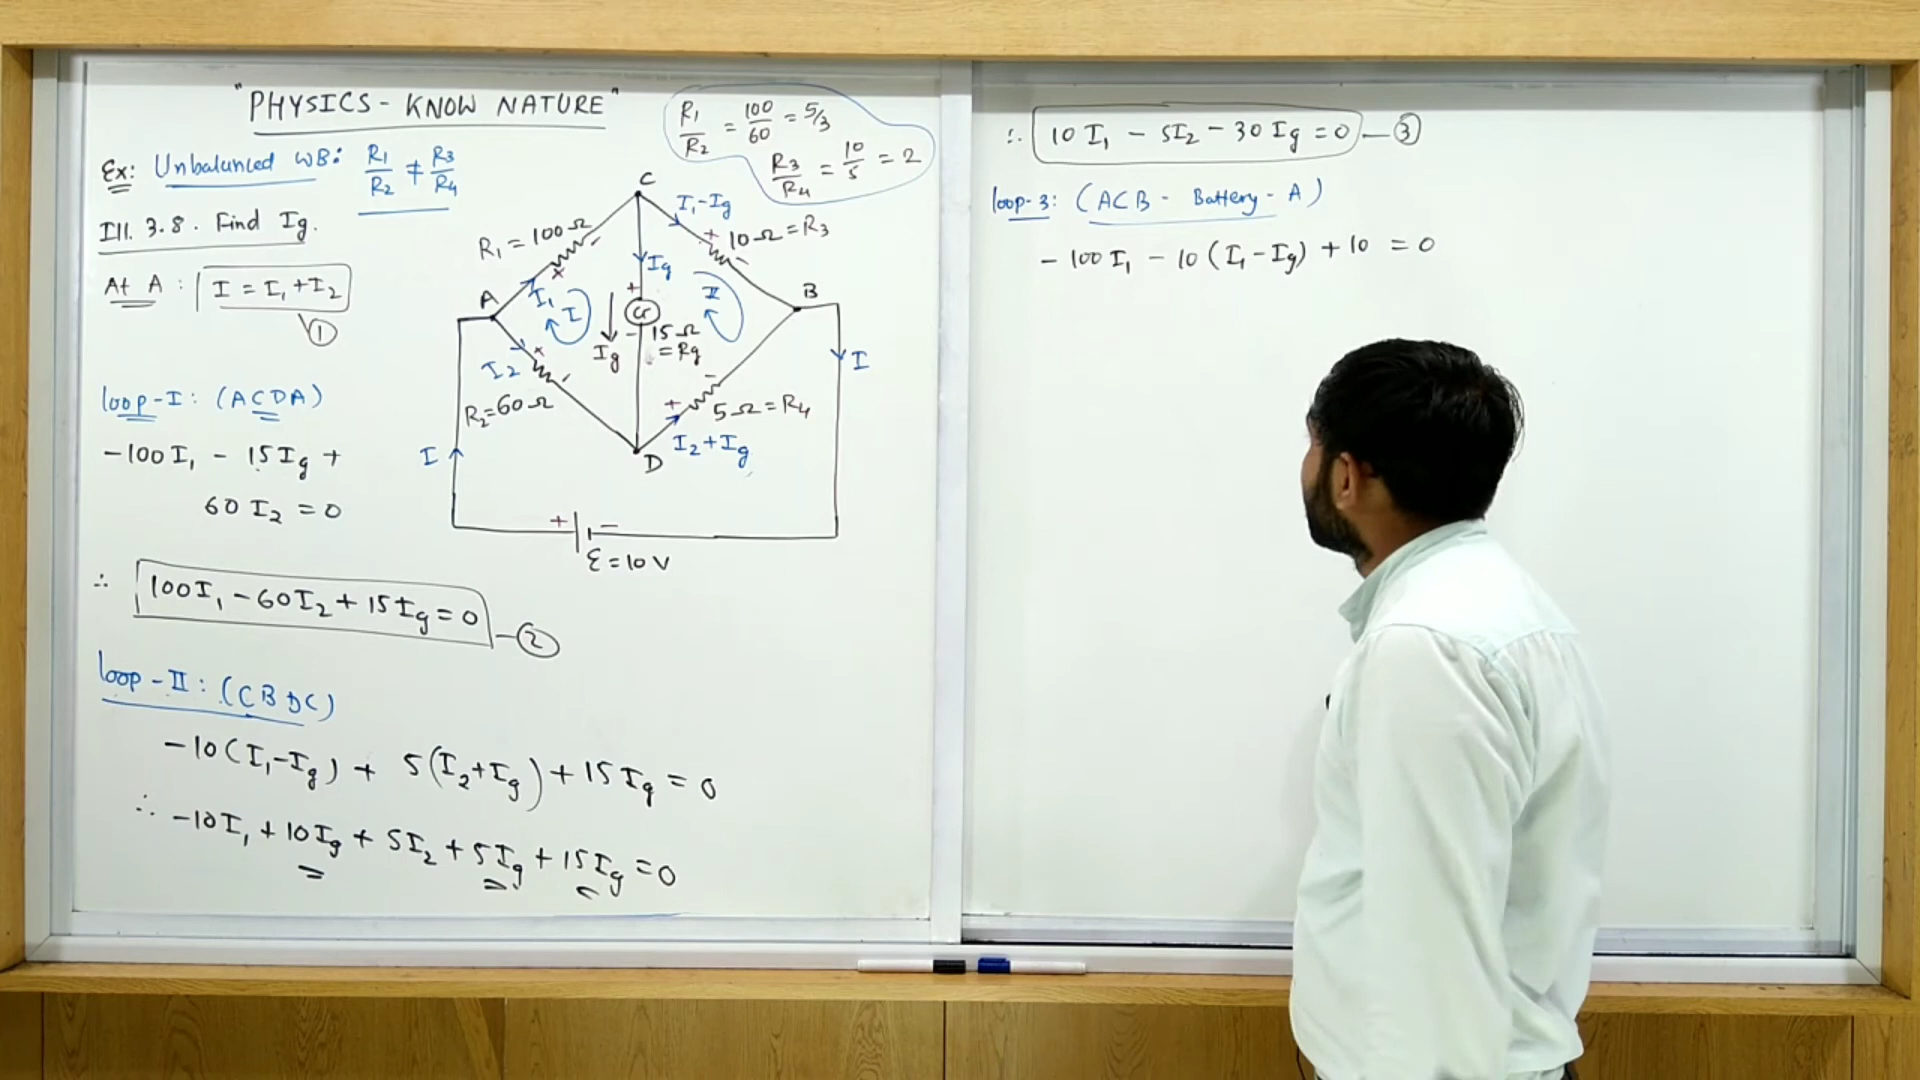 "PHYSICS - KNOW NATURE"
Ex: Unbalanced WB: R₁/R₂ ≠ R₃/R₄
Ill. 3.8. Find Ig.
At A : I = I₁ + I₂
①
loop-I: (ACDA)
-100 I₁ - 15 Ig +
60 I₂ = 0
∴ 100I₁ - 60I₂ + 15Ig = 0 — ②
loop-II: (CBDC)
-10(I₁-Ig) + 5(I₂+Ig) + 15Ig = 0
∴ -10I₁ + 10Ig + 5I₂ + 5Ig + 15Ig = 0
R₁/R₂ = 100/60 = 5/3
R₃/R₄ = 10/5 = 2
C
I₁-Ig
R₁ = 100Ω
+ -
+ -
10Ω = R₃
Ig
A
I₁
I
+
G
-
II
B
15Ω
= Rg
Ig
I
I₂
+ -
R₂=60Ω
+ -
5Ω = R₄
I₂+Ig
D
I
+ -
ε = 10 V
∴ 10 I₁ - 5I₂ - 30 Ig = 0 — ③
loop-3: (ACB - Battery - A)
- 100 I₁ - 10 (I₁-Ig) + 10 = 0